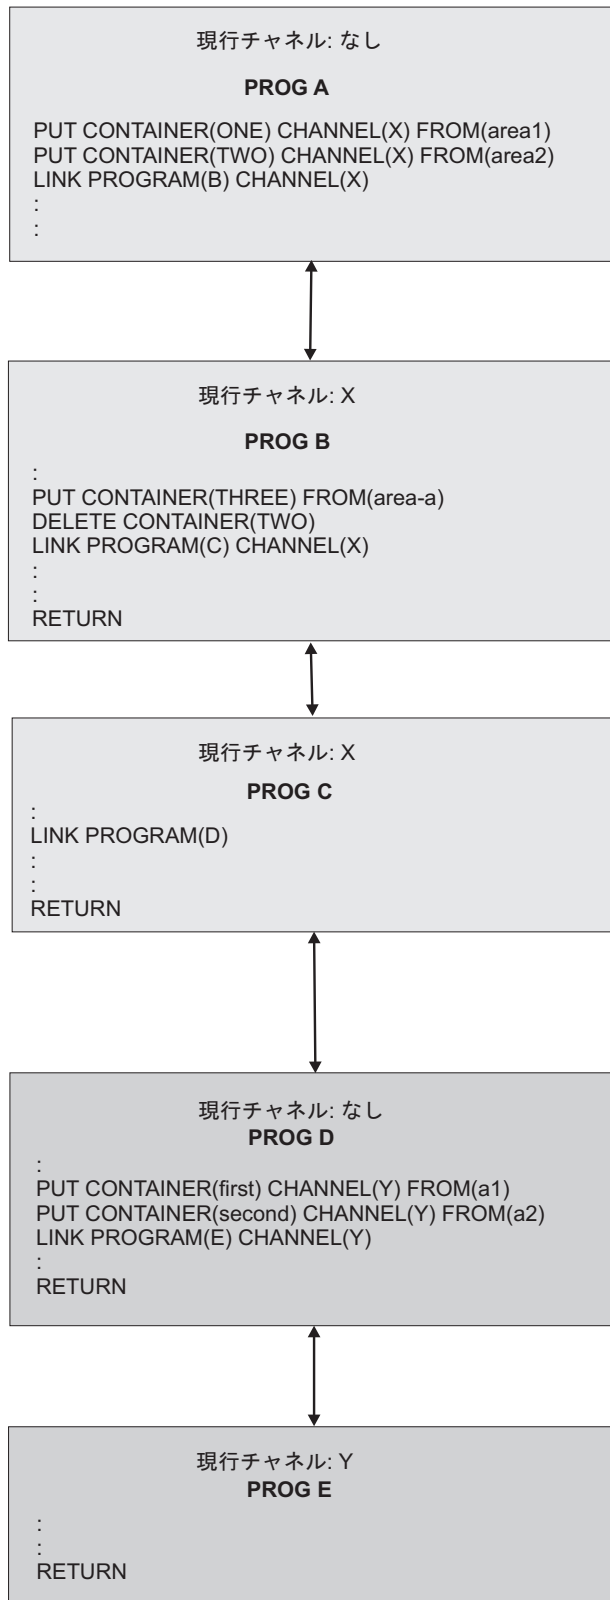 現行チャネル: なし
PROG A
PUT CONTAINER(ONE) CHANNEL(X) FROM(area1)
PUT CONTAINER(TWO) CHANNEL(X) FROM(area2)
LINK PROGRAM(B) CHANNEL(X)
:
:
現行チャネル: X
PROG B
:
PUT CONTAINER(THREE) FROM(area-a)
DELETE CONTAINER(TWO)
LINK PROGRAM(C) CHANNEL(X)
:
:
RETURN
現行チャネル: X
PROG C
:
LINK PROGRAM(D)
:
:
RETURN
現行チャネル: なし
PROG D
:
PUT CONTAINER(first) CHANNEL(Y) FROM(a1)
PUT CONTAINER(second) CHANNEL(Y) FROM(a2)
LINK PROGRAM(E) CHANNEL(Y)
:
RETURN
現行チャネル: Y
PROG E
:
:
RETURN